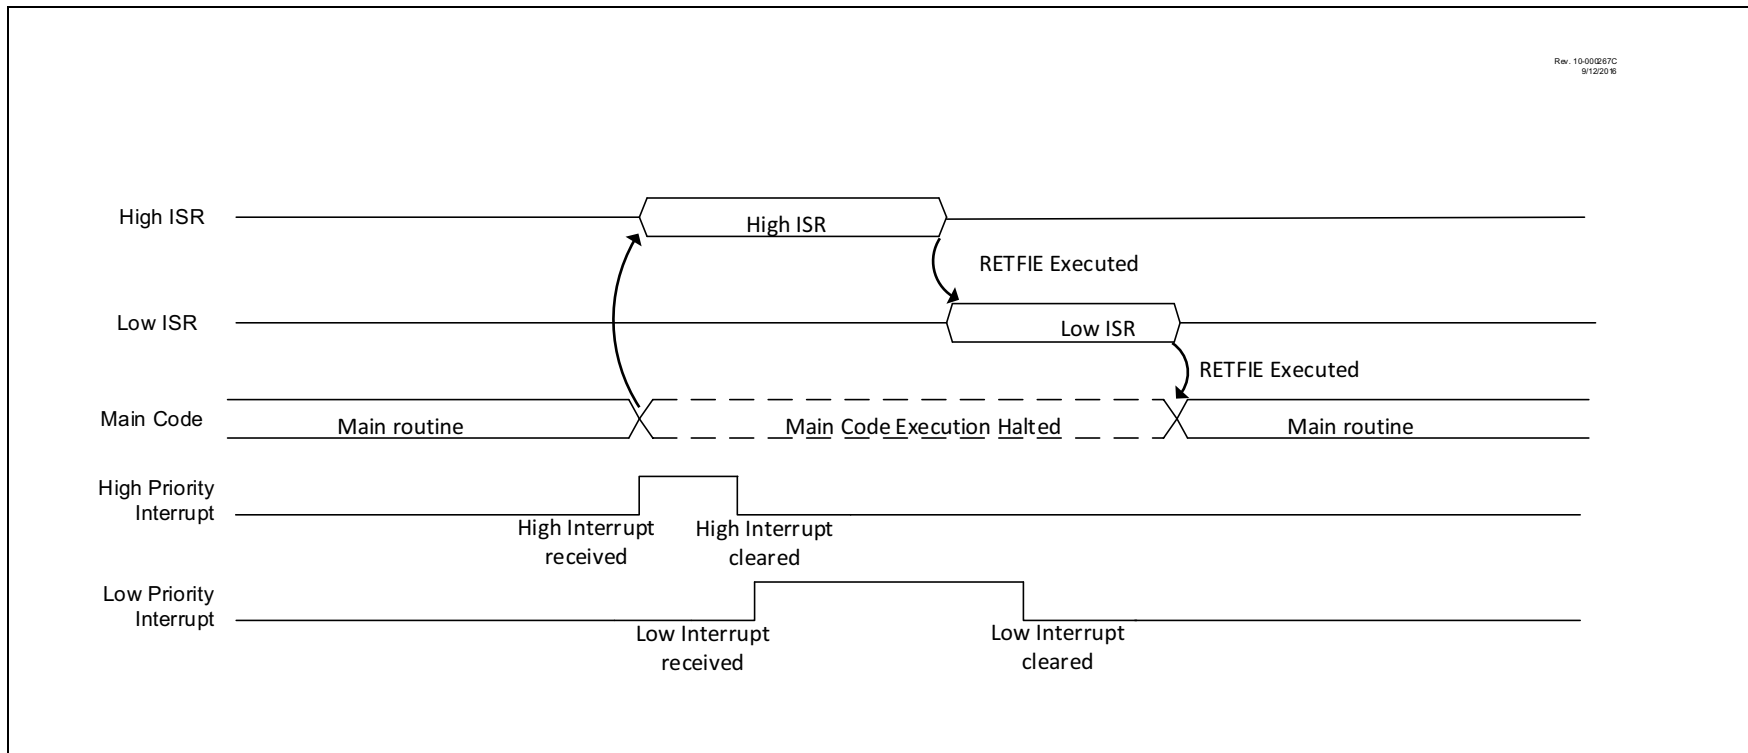 Rev. 10-000267C
9/12/2016
High ISR
High ISR
RETFIE Executed
Low ISR
Low ISR
RETFIE Executed
Main Code
Main routine
Main Code Execution Halted
Main routine
High Priority
Interrupt
High Interrupt
received
High Interrupt
cleared
Low Priority
Interrupt
Low Interrupt
received
Low Interrupt
cleared